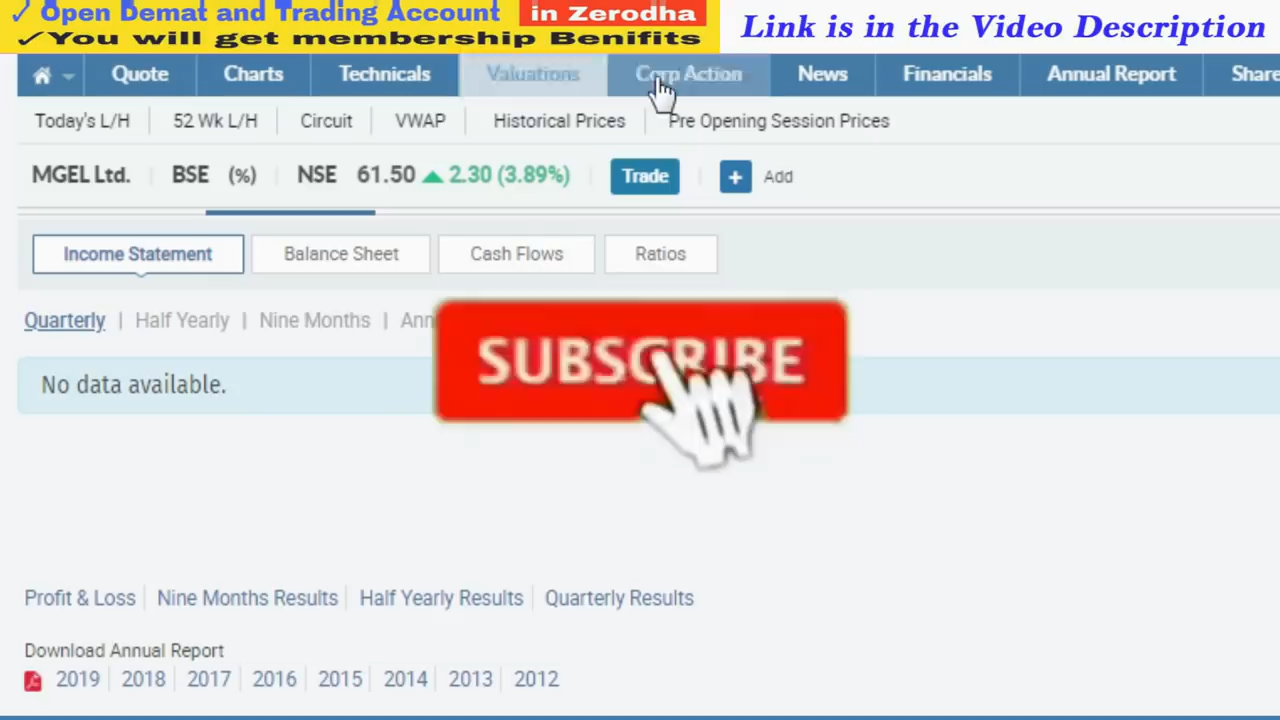 ✓ Open Demat and Trading Account in Zerodha
✓You will get membership Benifits
Link is in the Video Description
Quote Charts Technicals Valuations Corp Action News Financials Annual Report Share
Today's L/H 52 Wk L/H Circuit VWAP Historical Prices Pre Opening Session Prices
MGEL Ltd. BSE (%) NSE 61.50 ▲ 2.30 (3.89%) Trade + Add
Income Statement Balance Sheet Cash Flows Ratios
Quarterly | Half Yearly | Nine Months | Ann
SUBSCRIBE
No data available.
Profit & Loss Nine Months Results Half Yearly Results Quarterly Results
Download Annual Report
2019 2018 2017 2016 2015 2014 2013 2012